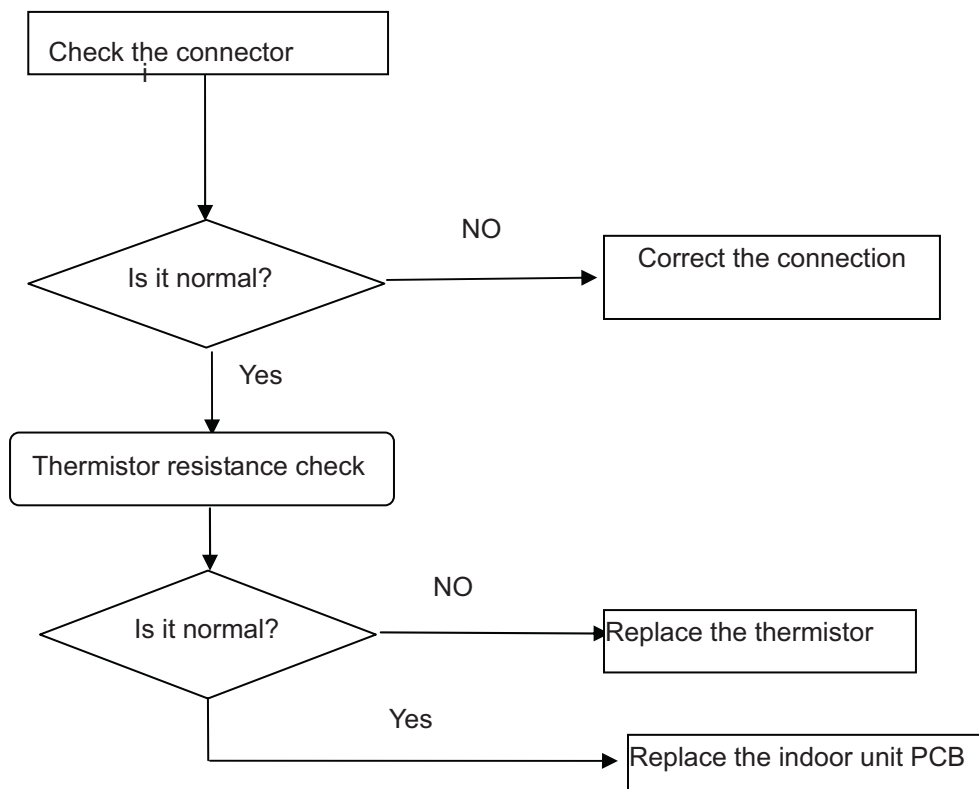 Check the connector
NO
Correct the connection
Is it normal?
Yes
Thermistor resistance check
NO
Is it normal?
Replace the thermistor
Yes
Replace the indoor unit PCB